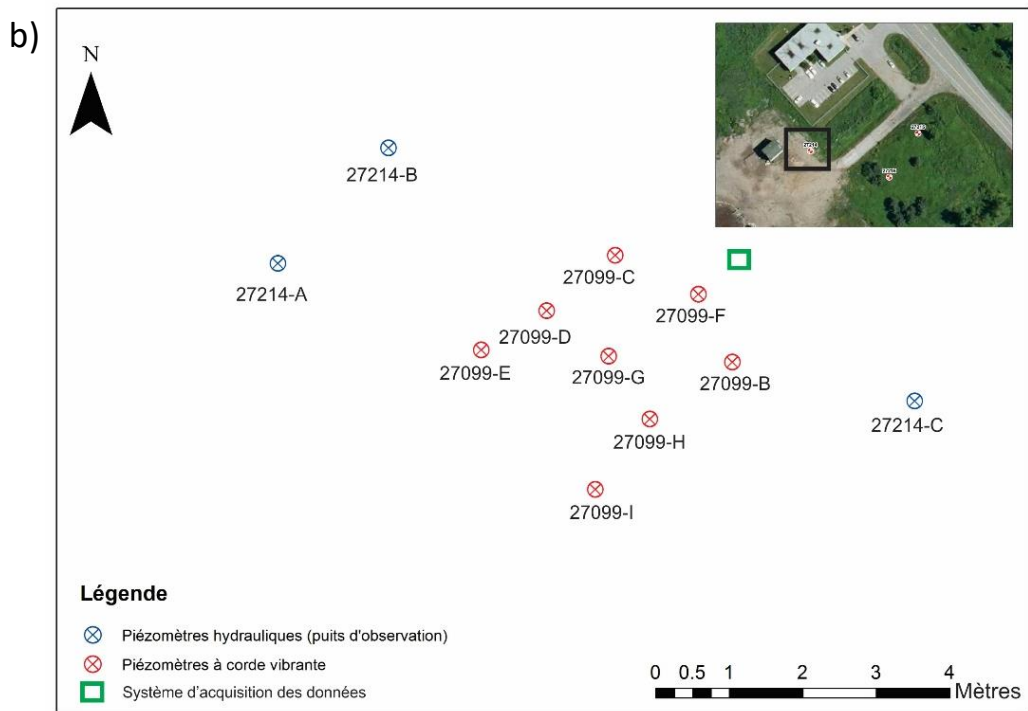 b)
N
27214-B
27214-A
27099-C
27099-F
27099-D
27099-E
27099-G
27099-B
27214-C
27099-H
27099-I
Légende
Piézomètres hydrauliques (puits d'observation)
Piézomètres à corde vibrante
Système d'acquisition des données
0 0.5 1 2 3 4
Mètres